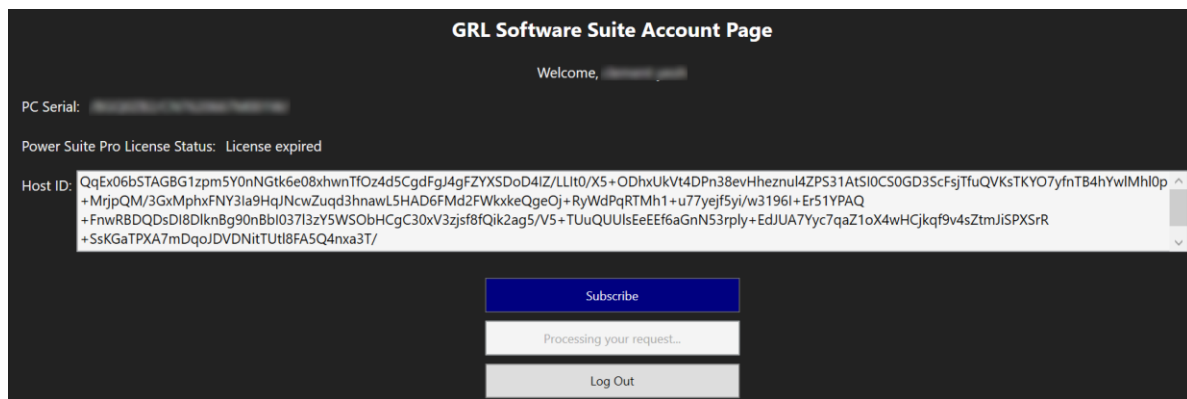 GRL Software Suite Account Page
Welcome,
PC Serial:
Power Suite Pro License Status: License expired
Host ID: QqEx06bSTAGBG1zpm5Y0nNGtk6e08xhwnTfOz4d5CgdFgJ4gFZYXSDoD4IZ/LLIt0/X5+ODhxUkVt4DPn38evHheznul4ZPS31AtSI0CS0GD3ScFsjTfuQVKsTKYO7yfnTB4hYwlMhl0p
+MrjpQM/3GxMphxFNY3Ia9HqJNcwZuqd3hnawL5HAD6FMd2FWkxkeQgeOj+RyWdPqRTMh1+u77yejf5yi/w3196I+Er51YPAQ
+FnwRBDQDsDI8DlknBg90nBbI037l3zY5WSObHCgC30xV3zjsf8fQik2ag5/V5+TUuQUUlsEeEEf6aGnN53rply+EdJUA7Yyc7qaZ1oX4wHCjkqf9v4sZtmJiSPXSrR
+SsKGaTPXA7mDqoJDVDNitTUtl8FA5Q4nxa3T/
Subscribe
Processing your request...
Log Out